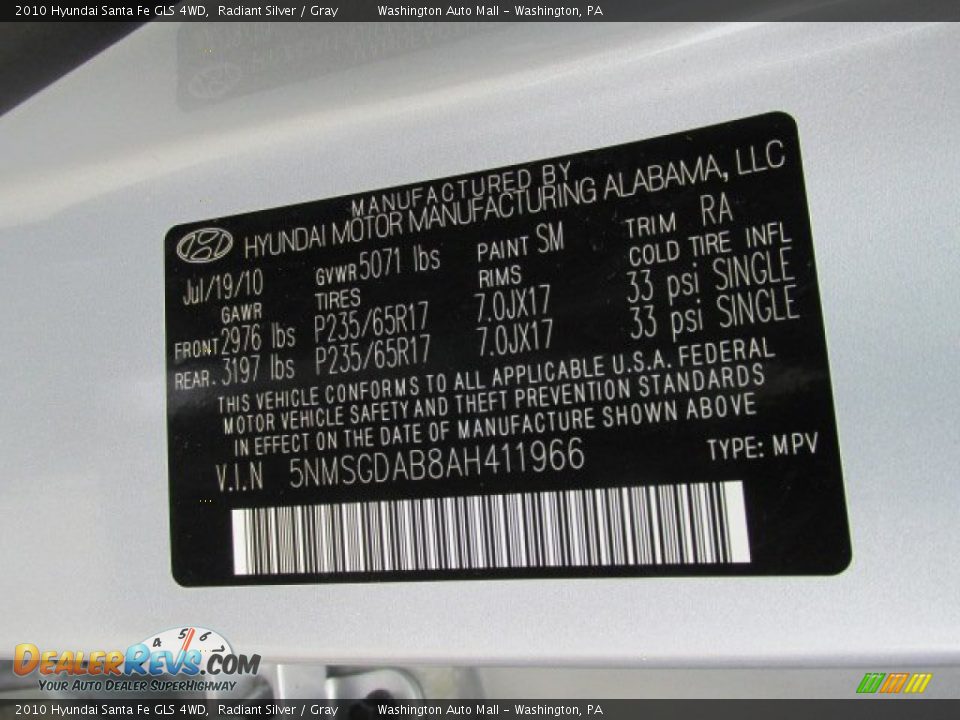 2010 Hyundai Santa Fe GLS 4WD, Radiant Silver / Gray Washington Auto Mall - Washington, PA
MANUFACTURED BY
HYUNDAI MOTOR MANUFACTURING ALABAMA, LLC
Jul/19/10 GVWR 5071 lbs PAINT SM TRIM RA
GAWR TIRES RIMS COLD TIRE INFL
FRONT 2976 lbs P235/65R17 7.0JX17 33 psi SINGLE
REAR. 3197 lbs P235/65R17 7.0JX17 33 psi SINGLE
THIS VEHICLE CONFORMS TO ALL APPLICABLE U.S.A. FEDERAL
MOTOR VEHICLE SAFETY AND THEFT PREVENTION STANDARDS
IN EFFECT ON THE DATE OF MANUFACTURE SHOWN ABOVE
V.I.N 5NMSGDAB8AH411966 TYPE: MPV
4 5 6 7
DEALERREVS.COM
YOUR AUTO DEALER SUPERHIGHWAY
2010 Hyundai Santa Fe GLS 4WD, Radiant Silver / Gray Washington Auto Mall - Washington, PA